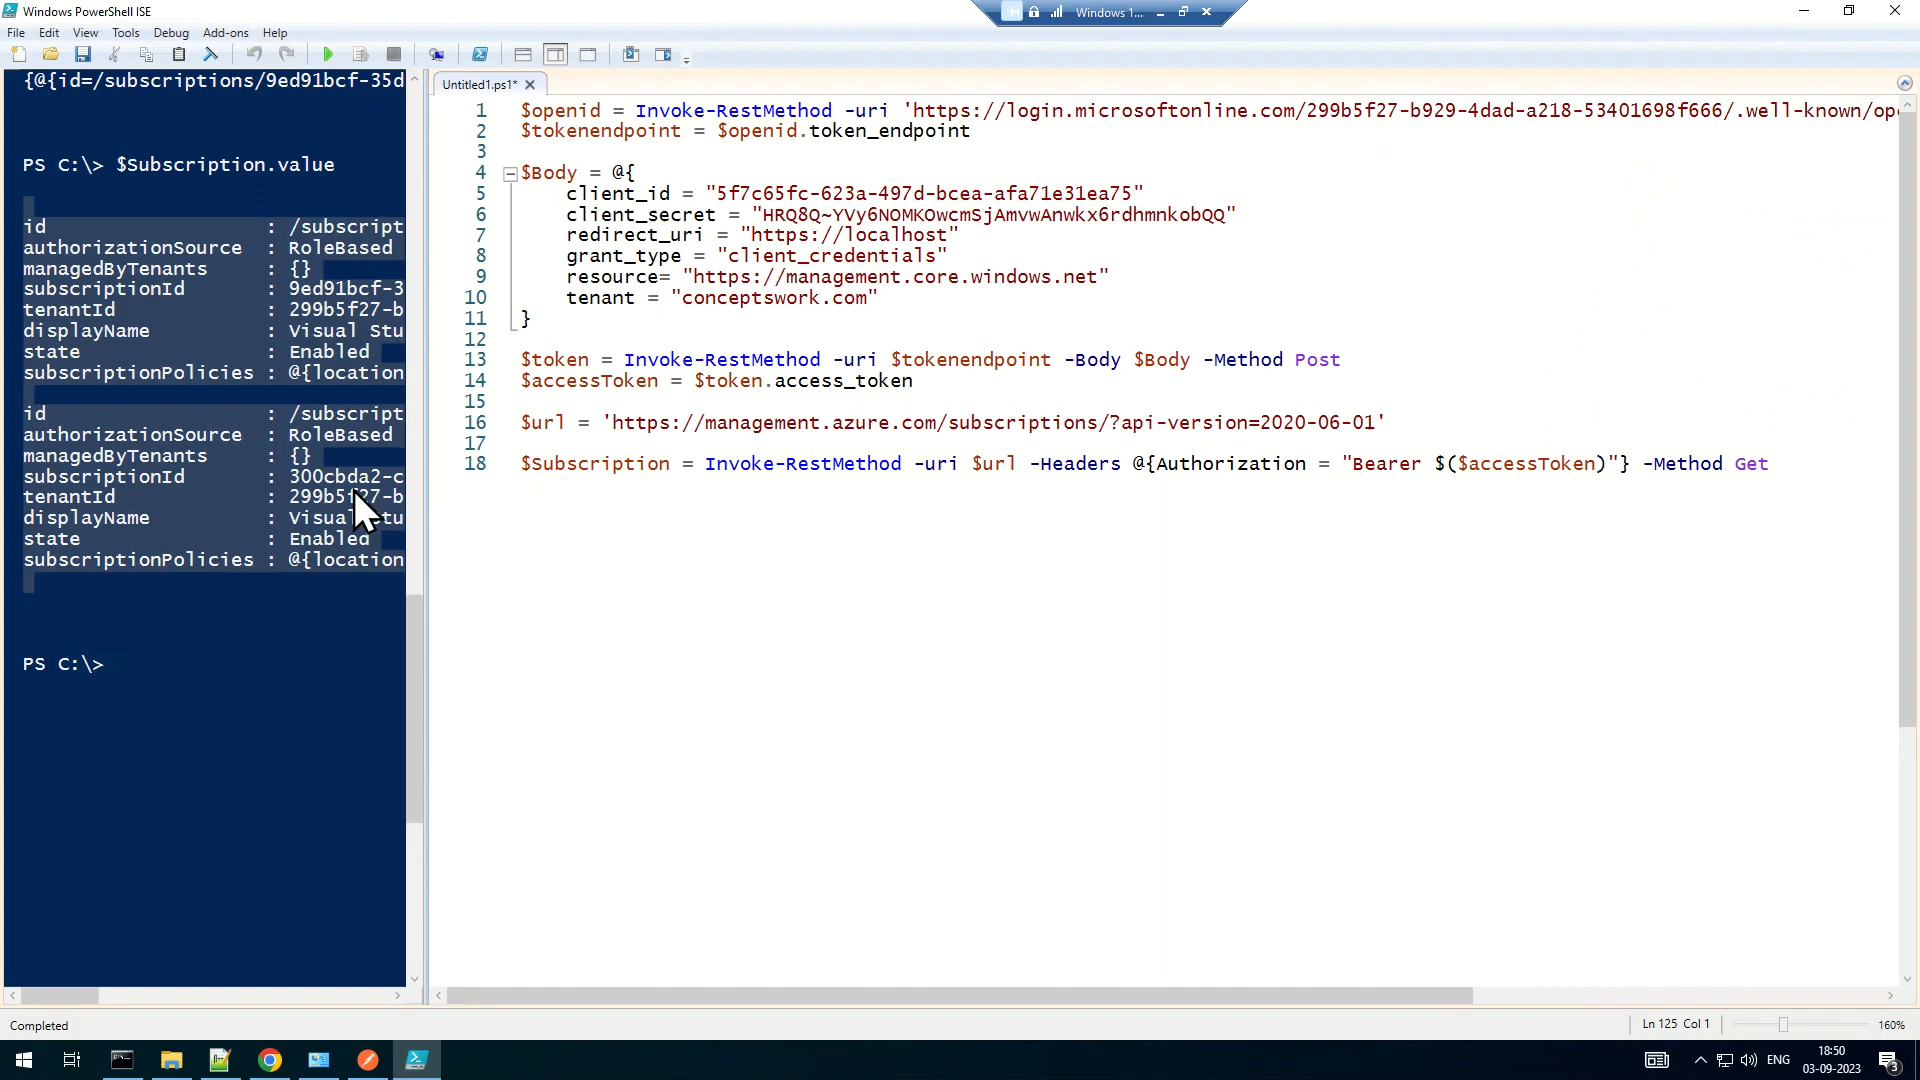 Windows PowerShell ISE
Windows 1...
File Edit View Tools Debug Add-ons Help
{@{id=/subscriptions/9ed91bcf-35d
PS C:\> $Subscription.value
id : /subscript
authorizationSource : RoleBased
managedByTenants : {}
subscriptionId : 9ed91bcf-3
tenantId : 299b5f27-b
displayName : Visual Stu
state : Enabled
subscriptionPolicies : @{location
id : /subscript
authorizationSource : RoleBased
managedByTenants : {}
subscriptionId : 300cbda2-c
tenantId : 299b5f27-b
displayName : Visual Stu
state : Enabled
subscriptionPolicies : @{location
PS C:\>
Untitled1.ps1*
1 $openid = Invoke-RestMethod -uri 'https://login.microsoftonline.com/299b5f27-b929-4dad-a218-53401698f666/.well-known/ope
2 $tokenendpoint = $openid.token_endpoint
3
4 $Body = @{
5 client_id = "5f7c65fc-623a-497d-bcea-afa71e31ea75"
6 client_secret = "HRQ8Q~YVy6NOMKOwcmSjAmvwAnwkx6rdhmnkobQQ"
7 redirect_uri = "https://localhost"
8 grant_type = "client_credentials"
9 resource= "https://management.core.windows.net"
10 tenant = "conceptswork.com"
11 }
12
13 $token = Invoke-RestMethod -uri $tokenendpoint -Body $Body -Method Post
14 $accessToken = $token.access_token
15
16 $url = 'https://management.azure.com/subscriptions/?api-version=2020-06-01'
17
18 $Subscription = Invoke-RestMethod -uri $url -Headers @{Authorization = "Bearer $($accessToken)"} -Method Get
Completed
Ln 125 Col 1
160%
ENG
18:50
03-09-2023
3